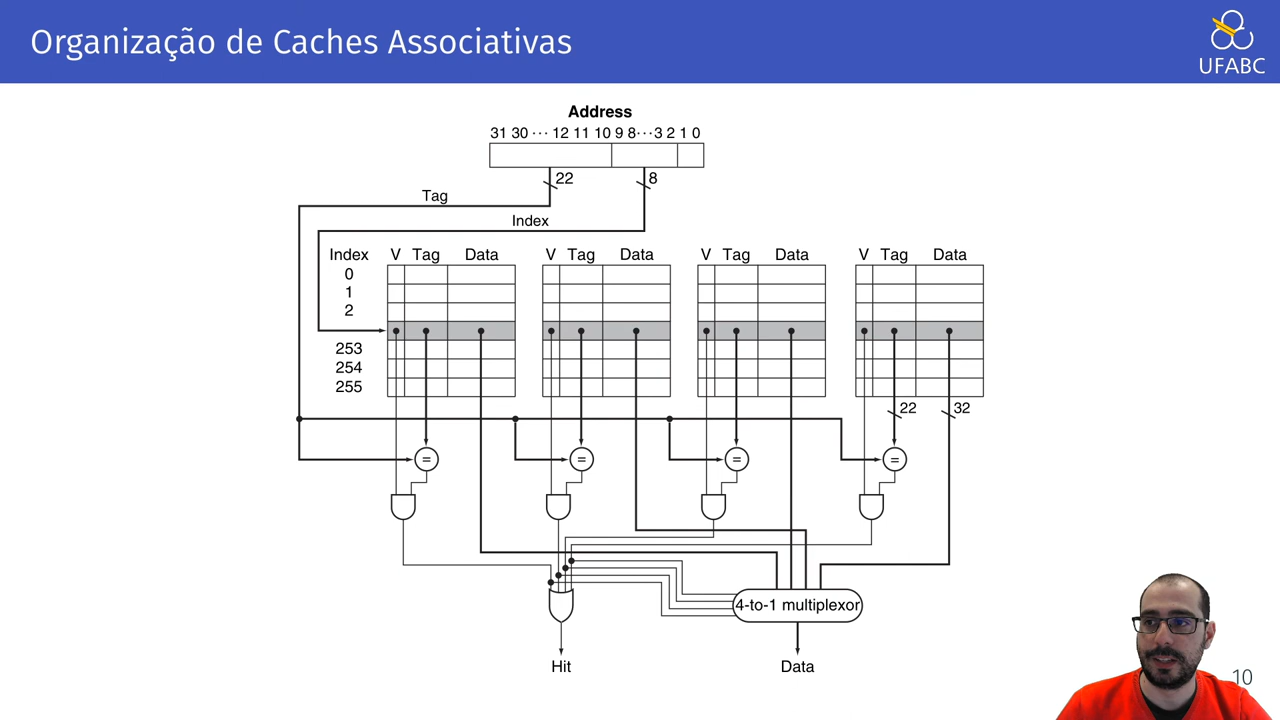 Organização de Caches Associativas
UFABC
Address
31 30 ··· 12 11 10 9 8···3 2 1 0
22
8
Tag
Index
Index V Tag Data V Tag Data V Tag Data V Tag Data
0
1
2
253
254
255
22 32
= = = =
4-to-1 multiplexor
Hit Data
10